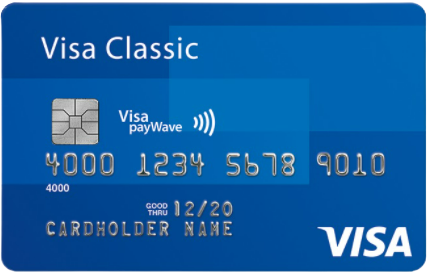 Visa Classic
Visa
payWave
4000 1234 5678 9010
4000
GOOD
THRU 12/20
CARDHOLDER NAME
VISA